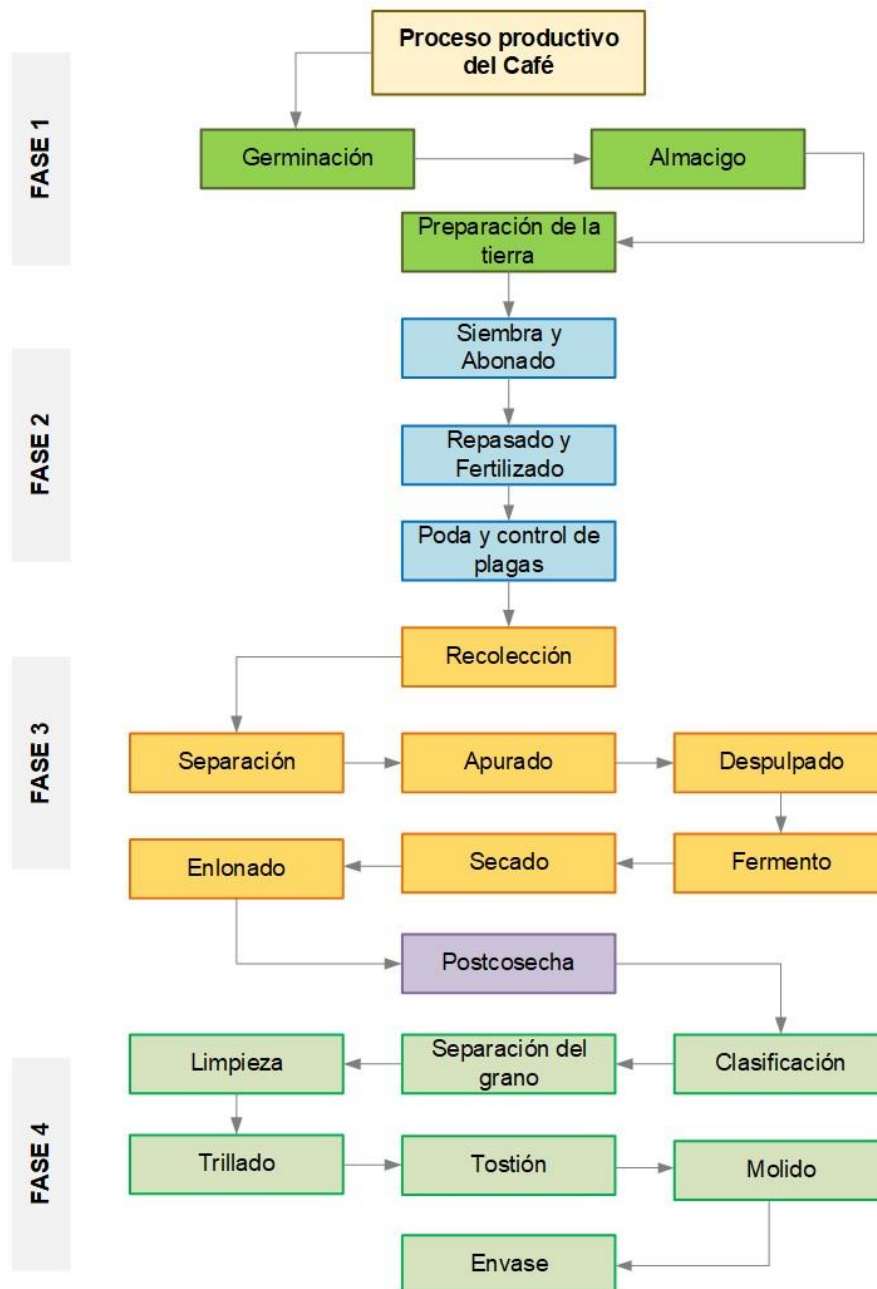 Proceso productivo
del Café
FASE 1
Germinación
Almacigo
Preparación de la
tierra
FASE 2
Siembra y
Abonado
Repasado y
Fertilizado
Poda y control de
plagas
FASE 3
Recolección
Separación
Apurado
Despulpado
Fermento
Secado
Enlonado
Postcosecha
FASE 4
Clasificación
Separación del
grano
Limpieza
Trillado
Tostión
Molido
Envase